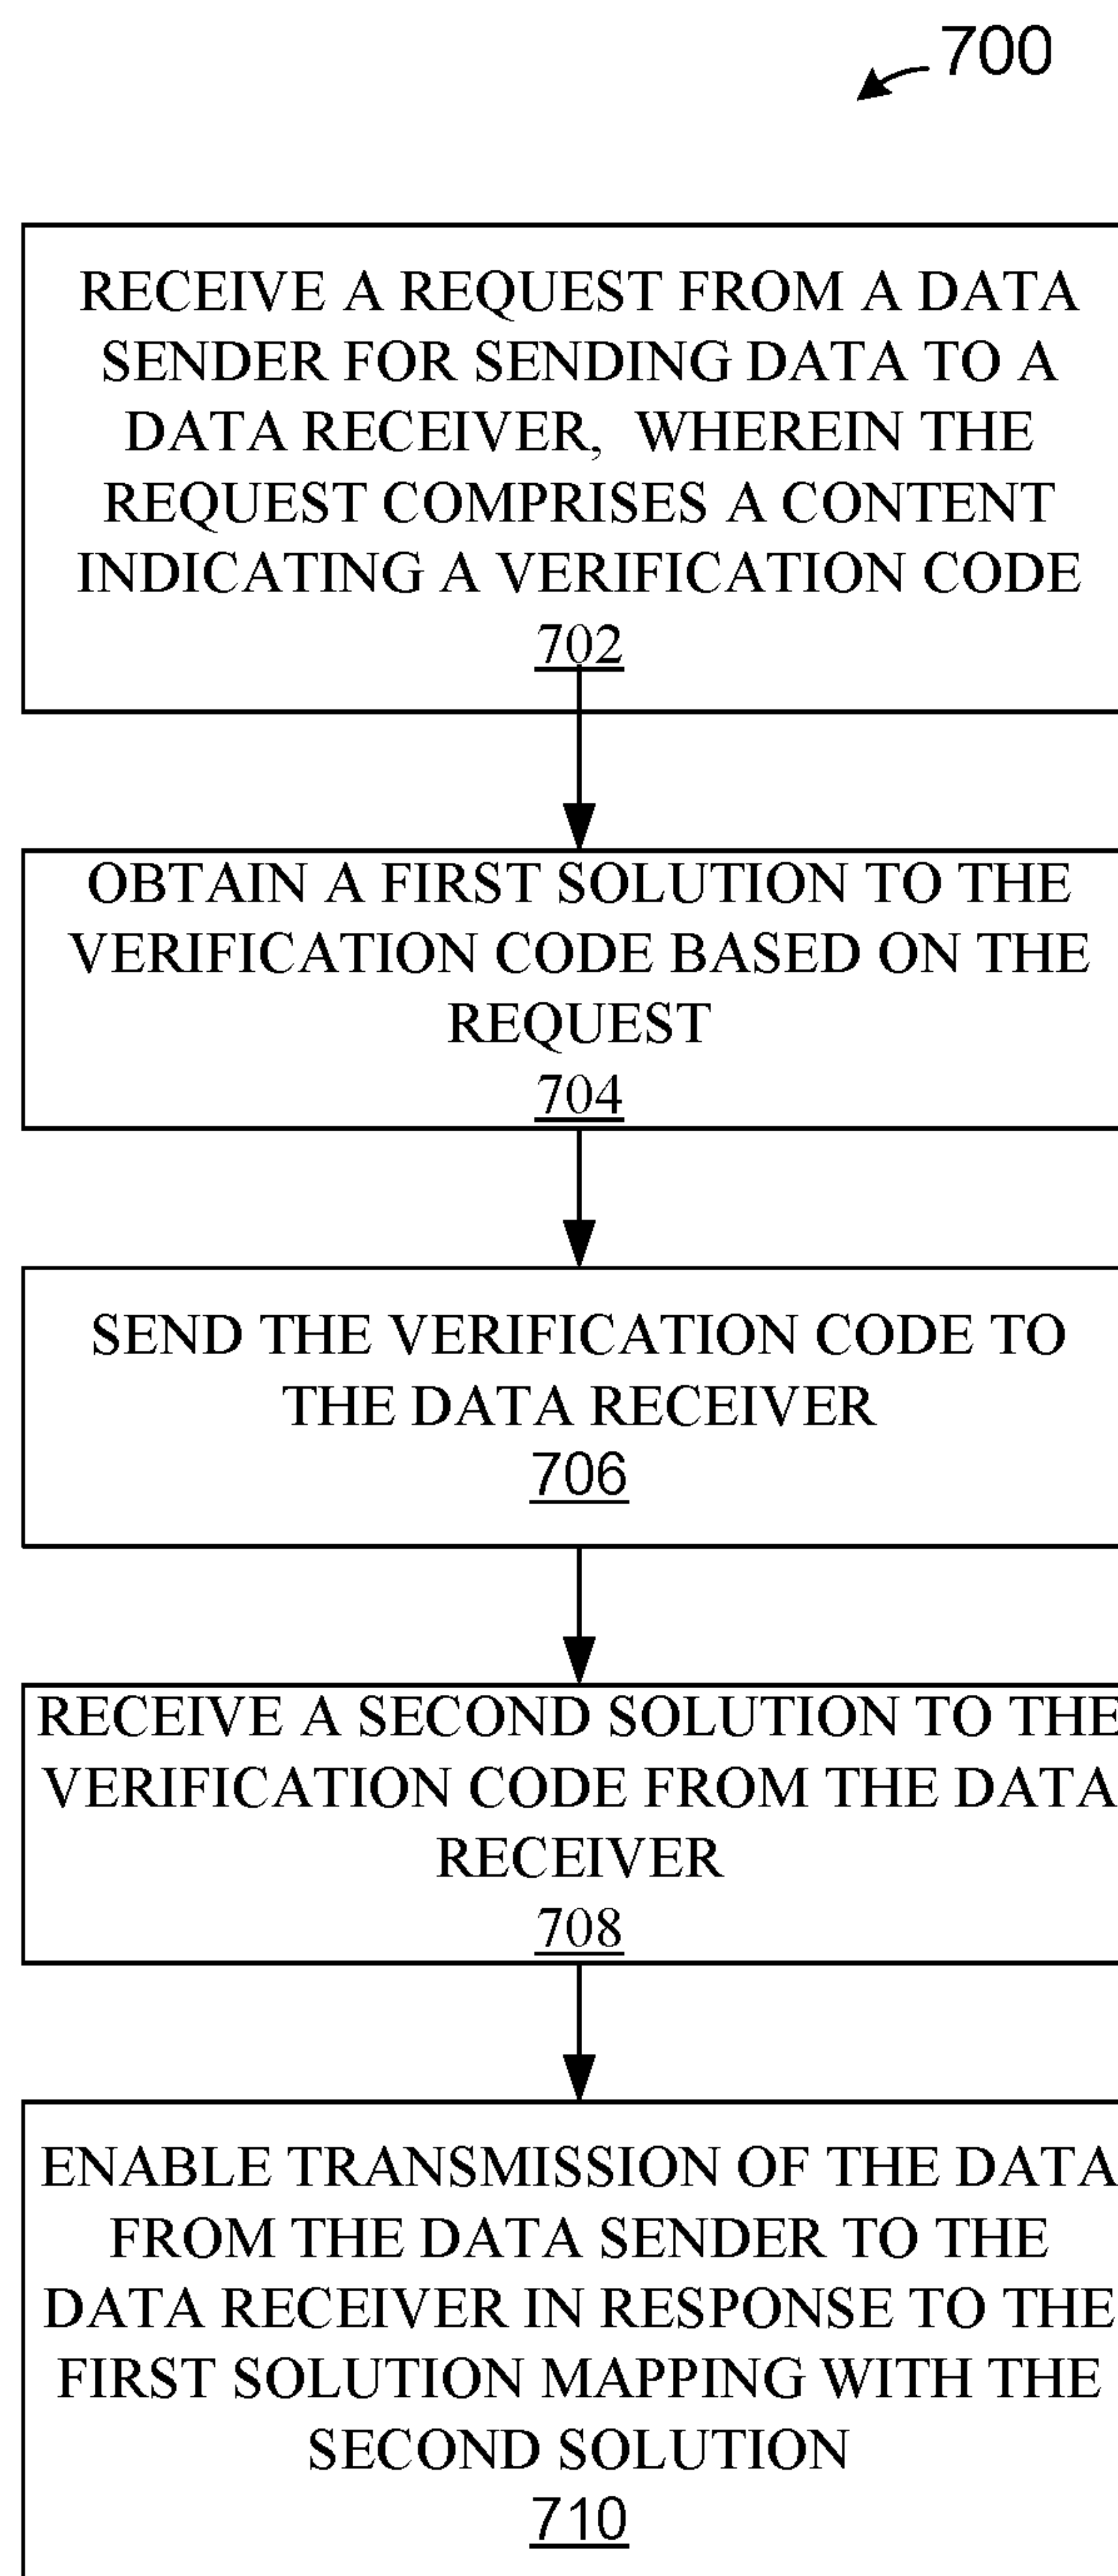 700
RECEIVE A REQUEST FROM A DATA
SENDER FOR SENDING DATA TO A
DATA RECEIVER, WHEREIN THE
REQUEST COMPRISES A CONTENT
INDICATING A VERIFICATION CODE
702
OBTAIN A FIRST SOLUTION TO THE
VERIFICATION CODE BASED ON THE
REQUEST
704
SEND THE VERIFICATION CODE TO
THE DATA RECEIVER
706
RECEIVE A SECOND SOLUTION TO THE
VERIFICATION CODE FROM THE DATA
RECEIVER
708
ENABLE TRANSMISSION OF THE DATA
FROM THE DATA SENDER TO THE
DATA RECEIVER IN RESPONSE TO THE
FIRST SOLUTION MAPPING WITH THE
SECOND SOLUTION
710